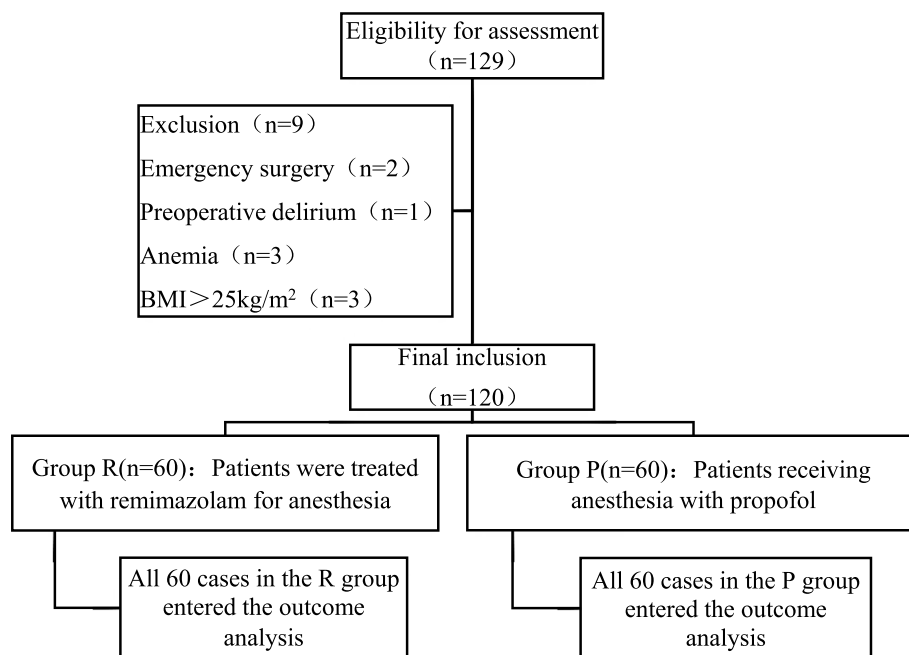 Eligibility for assessment
（n=129）
Exclusion（n=9）
Emergency surgery（n=2）
Preoperative delirium（n=1）
Anemia（n=3）
BMI＞25kg/m²（n=3）
Final inclusion
（n=120）
Group R(n=60)：Patients were treated
with remimazolam for anesthesia
Group P(n=60)：Patients receiving
anesthesia with propofol
All 60 cases in the R group
entered the outcome
analysis
All 60 cases in the P group
entered the outcome
analysis